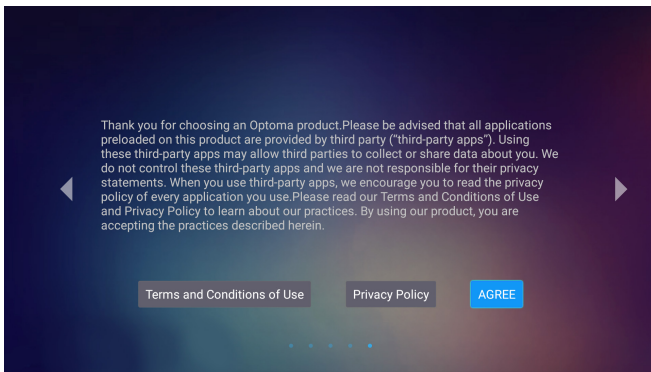 Thank you for choosing an Optoma product.Please be advised that all applications
preloaded on this product are provided by third party (“third-party apps”). Using
these third-party apps may allow third parties to collect or share data about you. We
do not control these third-party apps and we are not responsible for their privacy
statements. When you use third-party apps, we encourage you to read the privacy
policy of every application you use.Please read our Terms and Conditions of Use
and Privacy Policy to learn about our practices. By using our product, you are
accepting the practices described herein.
Terms and Conditions of Use
Privacy Policy
AGREE